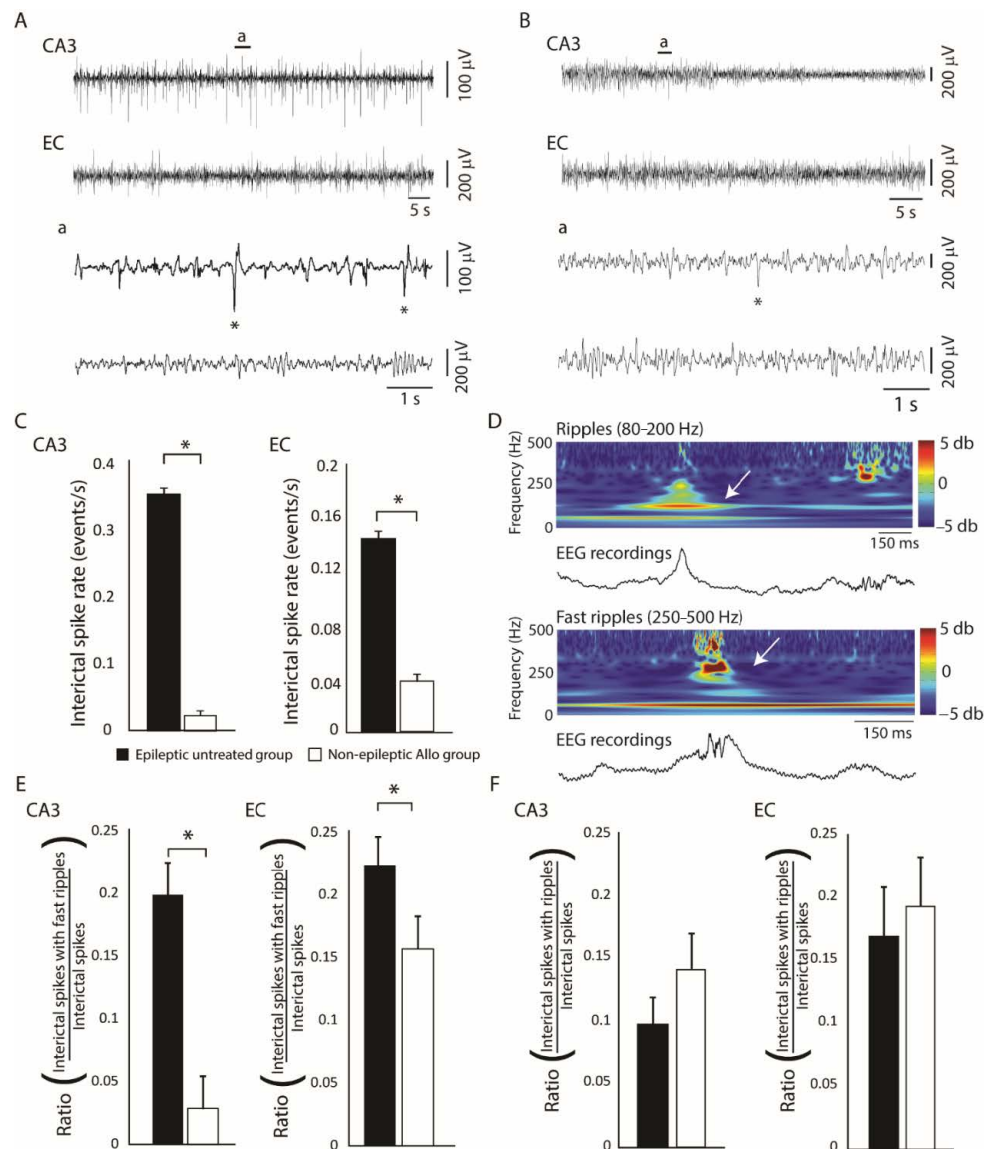 A
B
a
CA3
100 μV
a
CA3
200 μV
EC
200 μV
5 s
EC
200 μV
5 s
a
100 μV
*
*
200 μV
1 s
a
200 μV
*
200 μV
1 s
C
CA3
*
0.4
0.3
0.2
0.1
0
Interictal spike rate (events/s)
EC
*
0.2
0.16
0.12
0.08
0.04
0
Interictal spike rate (events/s)
Epileptic untreated group
Non-epileptic Allo group
D
Ripples (80–200 Hz)
500
250
0
Frequency (Hz)
5 db
0
–5 db
150 ms
EEG recordings
Fast ripples (250–500 Hz)
500
250
0
Frequency (Hz)
5 db
0
–5 db
150 ms
EEG recordings
E
CA3
*
0.25
0.2
0.15
0.1
0.05
0
Ratio ( Interictal spikes with fast ripples
Interictal spikes )
EC
*
0.25
0.2
0.15
0.1
0.05
0
Ratio ( Interictal spikes with fast ripples
Interictal spikes )
F
CA3
0.25
0.2
0.15
0.1
0.05
0
Ratio ( Interictal spikes with ripples
Interictal spikes )
EC
0.25
0.2
0.15
0.1
0.05
0
Ratio ( Interictal spikes with ripples
Interictal spikes )